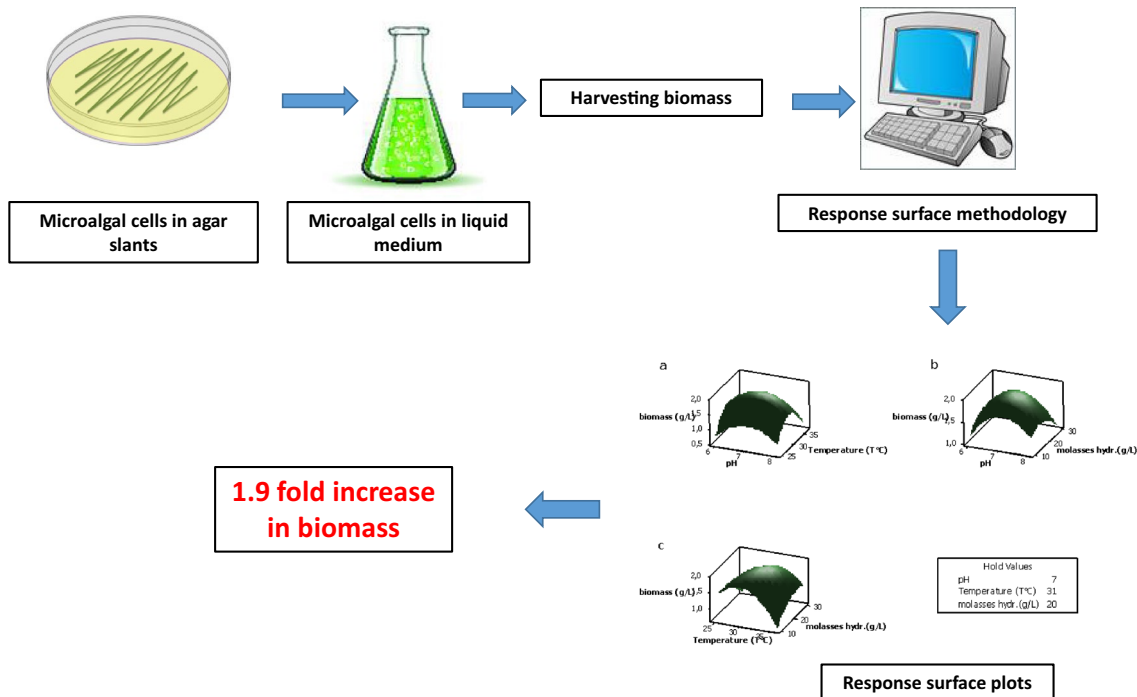 Microalgal cells in agar
slants
Microalgal cells in liquid
medium
Harvesting biomass
Response surface methodology
a
biomass (g/L)
2,0
1,5
1,0
0,5
6
7
8
pH
25
30
35
Temperature (T°C)
b
biomass (g/L)
2,0
1,5
1,0
6
7
8
pH
10
20
30
molasses hydr.(g/L)
1.9 fold increase
in biomass
c
biomass (g/L)
2,0
1,5
1,0
25
30
35
Temperature (T°C)
10
20
30
molasses hydr.(g/L)
Hold Values
pH 7
Temperature (T°C) 31
molasses hydr.(g/L) 20
Response surface plots